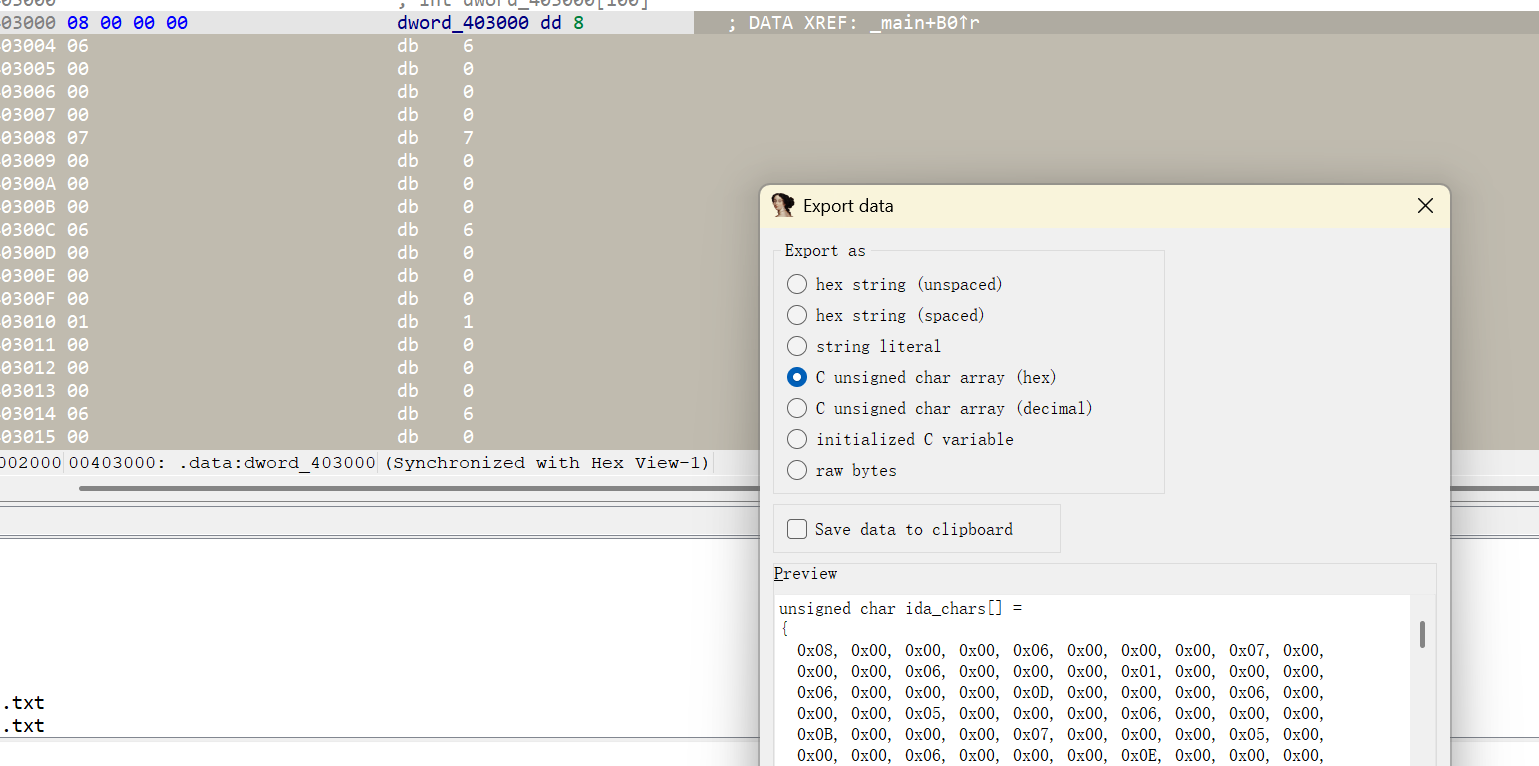 403000 ; int dword_403000[100]
403000 08 00 00 00 dword_403000 dd 8 ; DATA XREF: _main+B0↑r
03004 06 db 6
03005 00 db 0
03006 00 db 0
03007 00 db 0
03008 07 db 7
03009 00 db 0
0300A 00 db 0
0300B 00 db 0
0300C 06 db 6
0300D 00 db 0
0300E 00 db 0
0300F 00 db 0
03010 01 db 1
03011 00 db 0
03012 00 db 0
03013 00 db 0
03014 06 db 6
03015 00 db 0
002000 00403000: .data:dword_403000 (Synchronized with Hex View-1)
.txt
.txt
Export data
Export as
hex string (unspaced)
hex string (spaced)
string literal
C unsigned char array (hex)
C unsigned char array (decimal)
initialized C variable
raw bytes
Save data to clipboard
Preview
unsigned char ida_chars[] =
{
0x08, 0x00, 0x00, 0x00, 0x06, 0x00, 0x00, 0x00, 0x07, 0x00,
0x00, 0x00, 0x06, 0x00, 0x00, 0x00, 0x01, 0x00, 0x00, 0x00,
0x06, 0x00, 0x00, 0x00, 0x0D, 0x00, 0x00, 0x00, 0x06, 0x00,
0x00, 0x00, 0x05, 0x00, 0x00, 0x00, 0x06, 0x00, 0x00, 0x00,
0x0B, 0x00, 0x00, 0x00, 0x07, 0x00, 0x00, 0x00, 0x05, 0x00,
0x00, 0x00, 0x06, 0x00, 0x00, 0x00, 0x0E, 0x00, 0x00, 0x00,